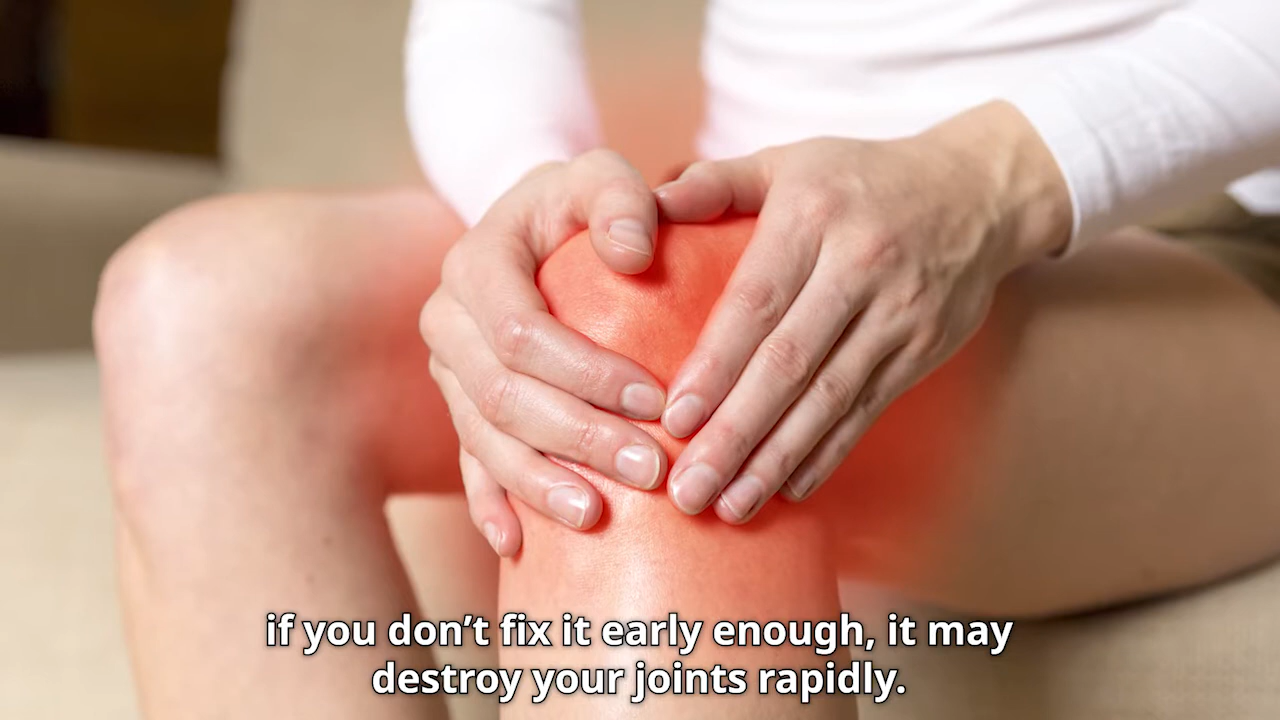 if you don’t fix it early enough, it may
destroy your joints rapidly.